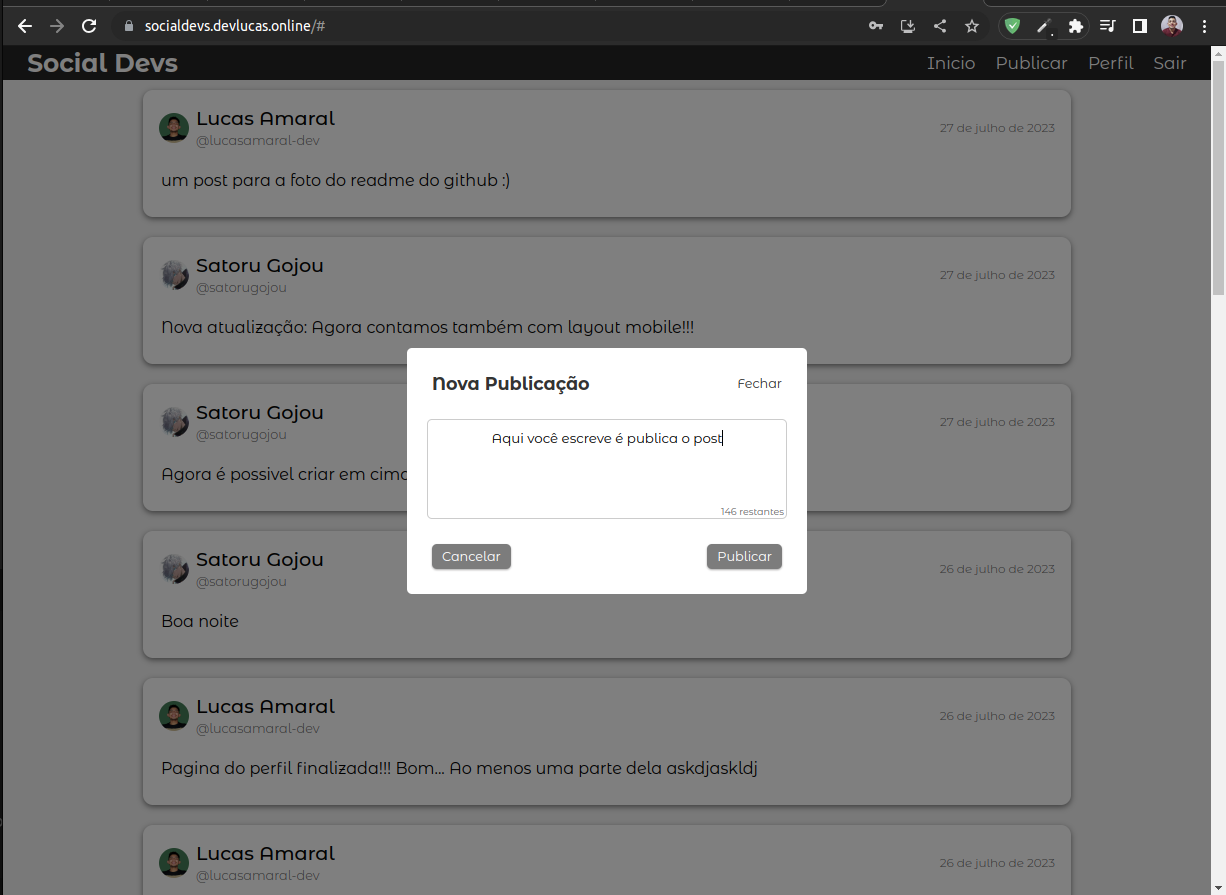 socialdevs.devlucas.online/#
Social Devs
Inicio Publicar Perfil Sair
Lucas Amaral
@lucasamaral-dev
27 de julho de 2023
um post para a foto do readme do github :)
Satoru Gojou
@satorugojou
27 de julho de 2023
Nova atualização: Agora contamos também com layout mobile!!!
Nova Publicação
Fechar
Aqui você escreve é publica o post
146 restantes
Cancelar
Publicar
Satoru Gojou
@satorugojou
27 de julho de 2023
Agora é possivel criar em cima
Satoru Gojou
@satorugojou
26 de julho de 2023
Boa noite
Lucas Amaral
@lucasamaral-dev
26 de julho de 2023
Pagina do perfil finalizada!!! Bom... Ao menos uma parte dela askdjaskldj
Lucas Amaral
@lucasamaral-dev
26 de julho de 2023